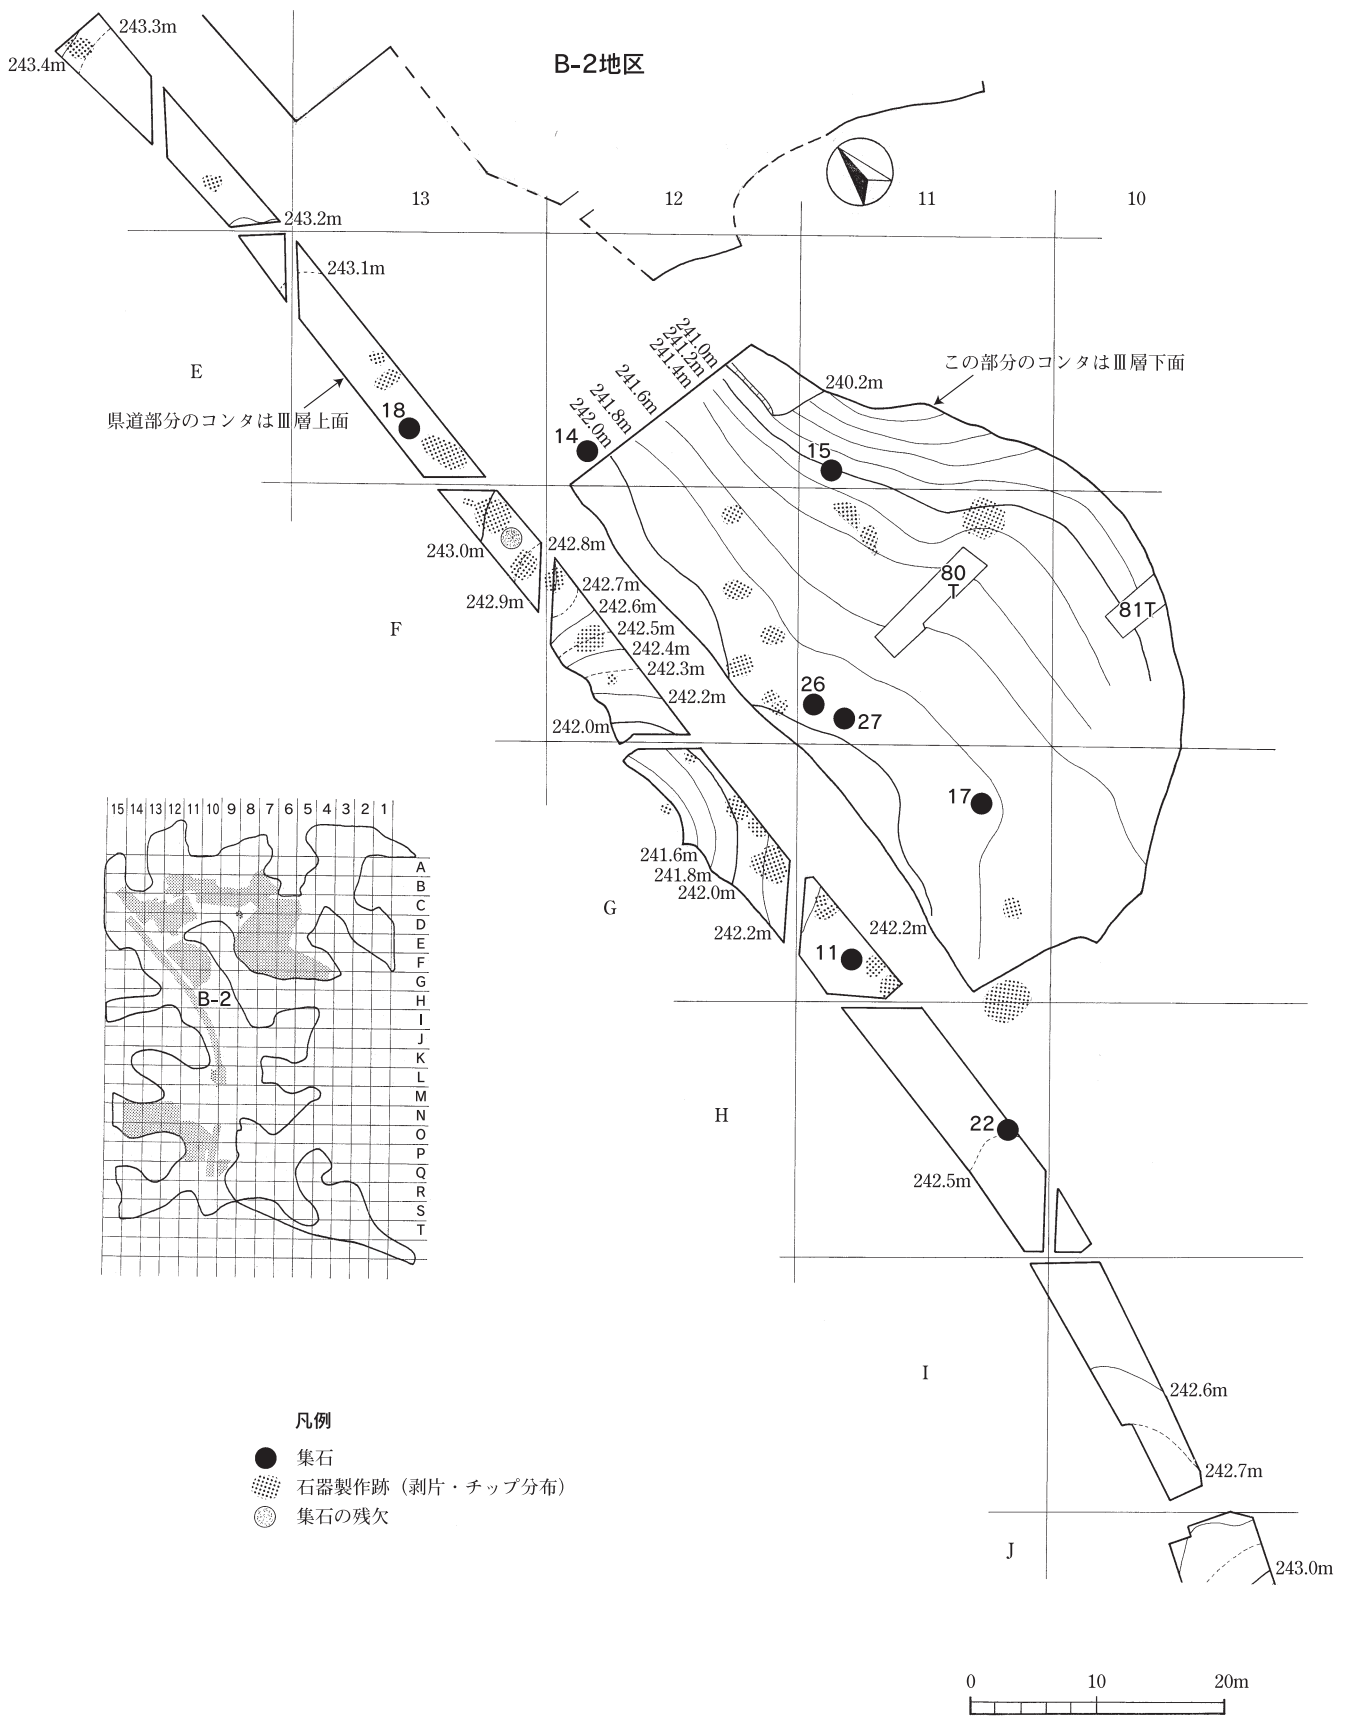 B-2地区
243.3m
243.4m
13
12
11
10
243.2m
243.1m
E
県道部分のコンタはⅢ層上面
この部分のコンタはⅢ層下面
241.0m
241.2m
241.4m
241.6m
241.8m
242.0m
240.2m
18
14
15
80
T
81T
243.0m
242.8m
242.9m
242.7m
242.6m
242.5m
242.4m
242.3m
242.2m
242.0m
F
26
27
17
241.6m
241.8m
242.0m
242.2m
G
11
242.2m
15 14 13 12 11 10 9 8 7 6 5 4 3 2 1
A
B
C
D
E
F
G
H
I
J
K
L
M
N
O
P
Q
R
S
T
B-2
H
22
242.5m
I
242.6m
242.7m
J
243.0m
凡例
集石
石器製作跡（剥片・チップ分布）
集石の残欠
0 10 20m